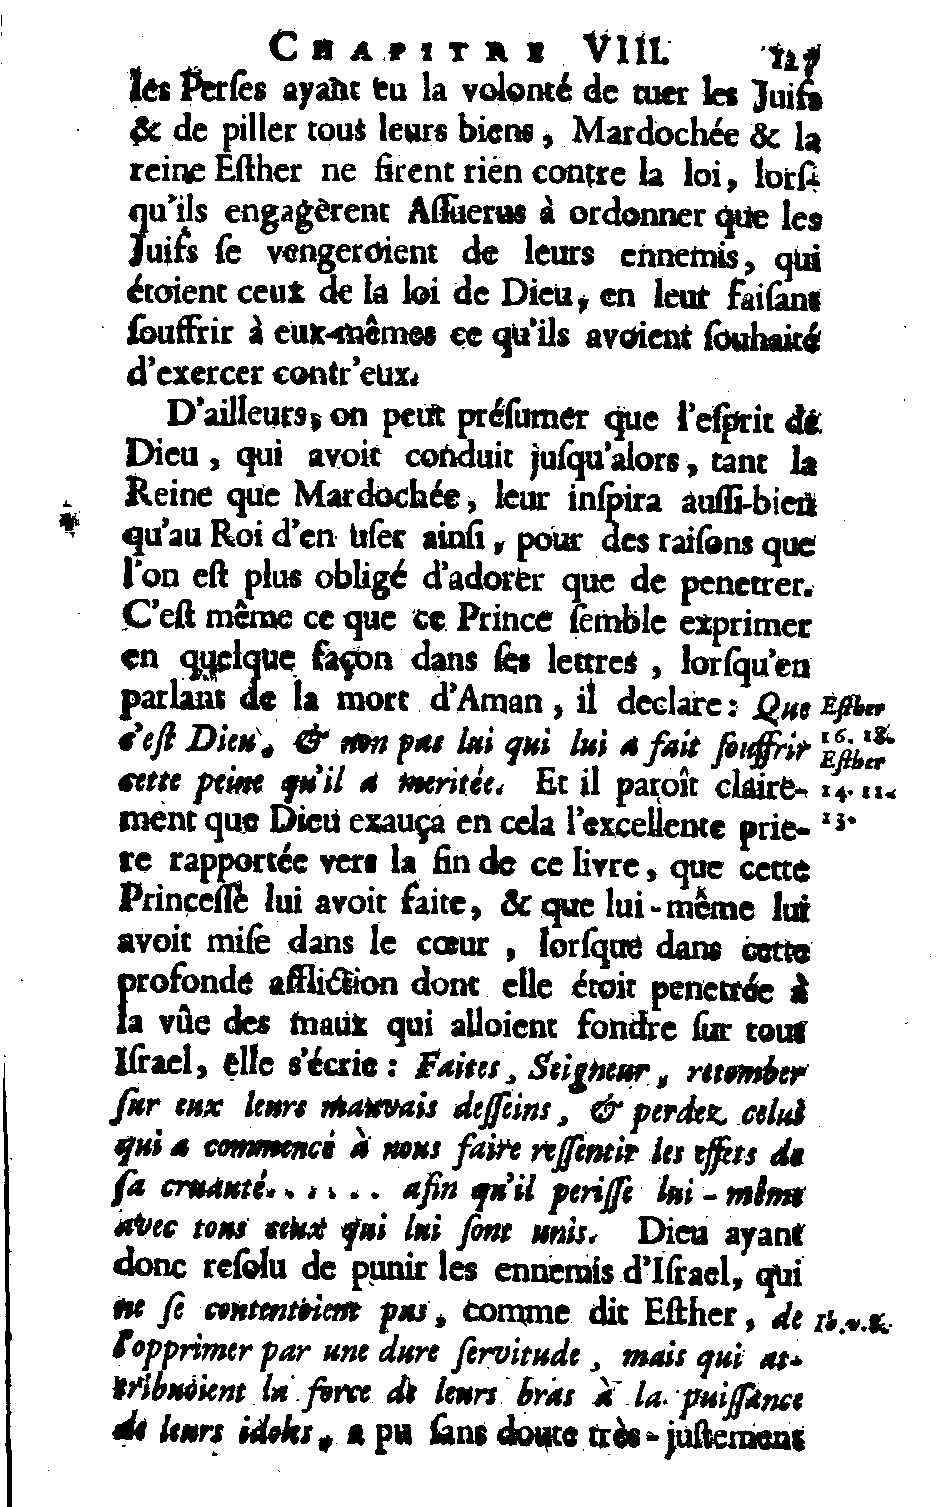 CHAPITRE VIII. 127
les Perſes ayant eu la volonté de tuer les Juifs
& de piller tous leurs biens, Mardochée & la
reine Eſther ne firent rien contre la loi, lorſ-
qu'ils engagèrent Aſſuerus à ordonner que les
Juifs ſe vengeroient de leurs ennemis, qui
étoient ceux de la loi de Dieu, en leur faiſant
ſouffrir à eux-mêmes ce qu'ils avoient ſouhaité
d'exercer contr'eux.
D'ailleurs, on peut préſumer que l'eſprit de
Dieu, qui avoit conduit juſqu'alors, tant la
Reine que Mardochée, leur inſpira auſſi-bien
qu'au Roi d'en uſer ainſi, pour des raiſons que
l'on eſt plus obligé d'adorer que de penetrer.
C'eſt même ce que ce Prince ſemble exprimer
en quelque façon dans ſes lettres, lorſqu'en
parlant de la mort d'Aman, il declare: Que
c'eſt Dieu, & non pas lui qui lui a fait ſouffrir
cette peine qu'il a meritée. Et il paroît claire-
ment que Dieu exauça en cela l'excellente prie-
re rapportée vers la fin de ce livre, que cette
Princeſſe lui avoit faite, & que lui-même lui
avoit miſe dans le cœur, lorſque dans cette
profonde affliction dont elle étoit penetrée à
la vûe des maux qui alloient fondre ſur tout
Iſrael, elle s'écrie: Faites, Seigneur, retomber
ſur eux leurs mauvais deſſeins, & perdez celui
qui a commencé à nous faire reſſentir les effets de
ſa cruauté....... afin qu'il periſſe lui-même
avec tous ceux qui lui ſont unis. Dieu ayant
donc reſolu de punir les ennemis d'Iſrael, qui
ne ſe contentoient pas, comme dit Eſther, de
l'opprimer par une dure ſervitude, mais qui at-
tribuoient la force de leurs bras à la puiſſance
de leurs idoles, a pu ſans doute très-juſtement
Eſther
16. 18.
Eſther
14. 11.
13.
Ib. v. 8.